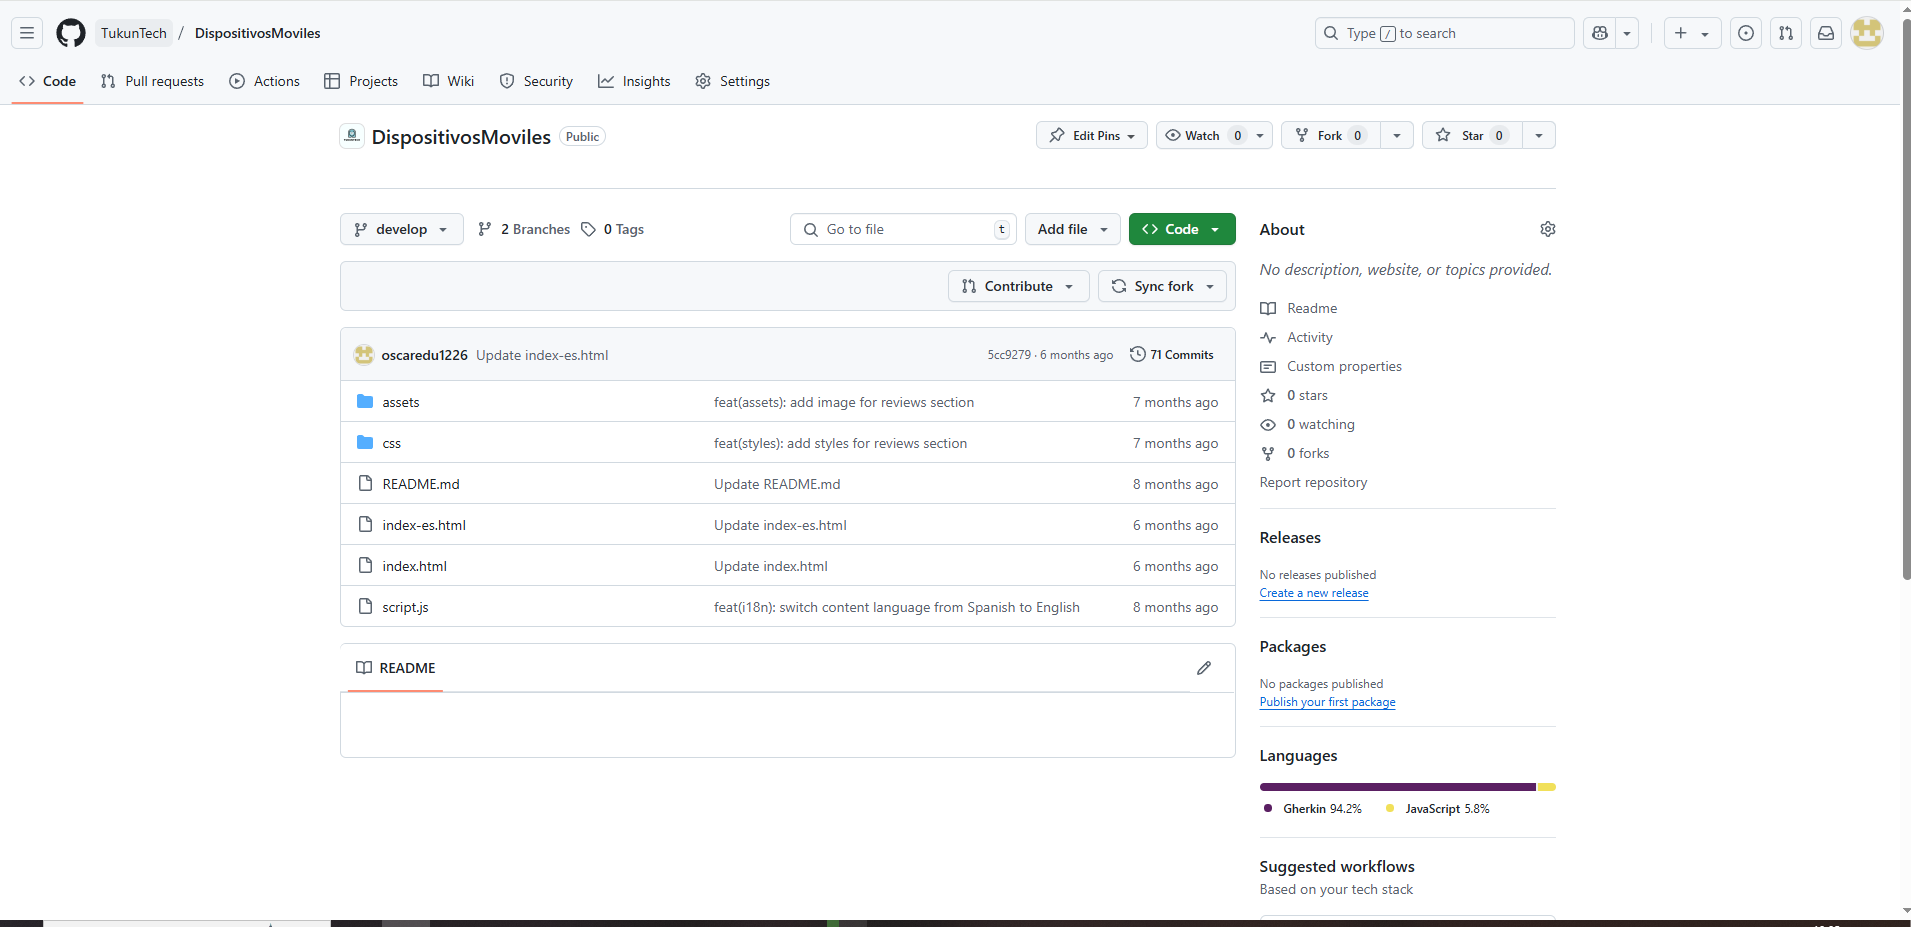 TukunTech / DispositivosMoviles
Type / to search
Code Pull requests Actions Projects Wiki Security Insights Settings
DispositivosMoviles Public
Edit Pins Watch 0 Fork 0 Star 0
develop 2 Branches 0 Tags Go to file t Add file Code
Contribute Sync fork
oscaredu1226 Update index-es.html 5cc9279 · 6 months ago 71 Commits
assets feat(assets): add image for reviews section 7 months ago
css feat(styles): add styles for reviews section 7 months ago
README.md Update README.md 8 months ago
index-es.html Update index-es.html 6 months ago
index.html Update index.html 6 months ago
script.js feat(i18n): switch content language from Spanish to English 8 months ago
README
About
No description, website, or topics provided.
Readme
Activity
Custom properties
0 stars
0 watching
0 forks
Report repository
Releases
No releases published
Create a new release
Packages
No packages published
Publish your first package
Languages
Gherkin 94.2% JavaScript 5.8%
Suggested workflows
Based on your tech stack